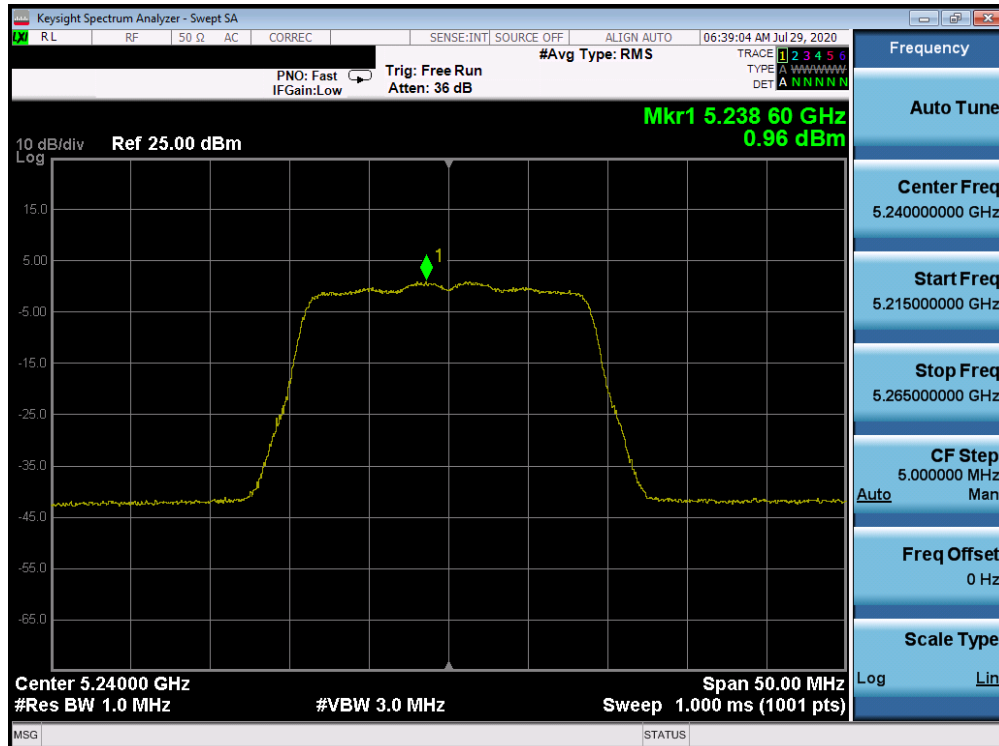 Keysight Spectrum Analyzer - Swept SA
LXI RL RF 50 Ω AC CORREC SENSE:INT SOURCE OFF ALIGN AUTO 06:39:04 AM Jul 29, 2020
PNO: Fast
IFGain:Low
Trig: Free Run
Atten: 36 dB
#Avg Type: RMS
TRACE 1 2 3 4 5 6
TYPE A WWWWW
DET A N N N N N
Mkr1 5.238 60 GHz
0.96 dBm
10 dB/div Ref 25.00 dBm
Log
15.0
5.00
-5.00
-15.0
-25.0
-35.0
-45.0
-55.0
-65.0
1
Center 5.24000 GHz Span 50.00 MHz
#Res BW 1.0 MHz #VBW 3.0 MHz Sweep 1.000 ms (1001 pts)
MSG STATUS
Frequency
Auto Tune
Center Freq
5.240000000 GHz
Start Freq
5.215000000 GHz
Stop Freq
5.265000000 GHz
CF Step
5.000000 MHz
Auto Man
Freq Offset
0 Hz
Scale Type
Log Lin